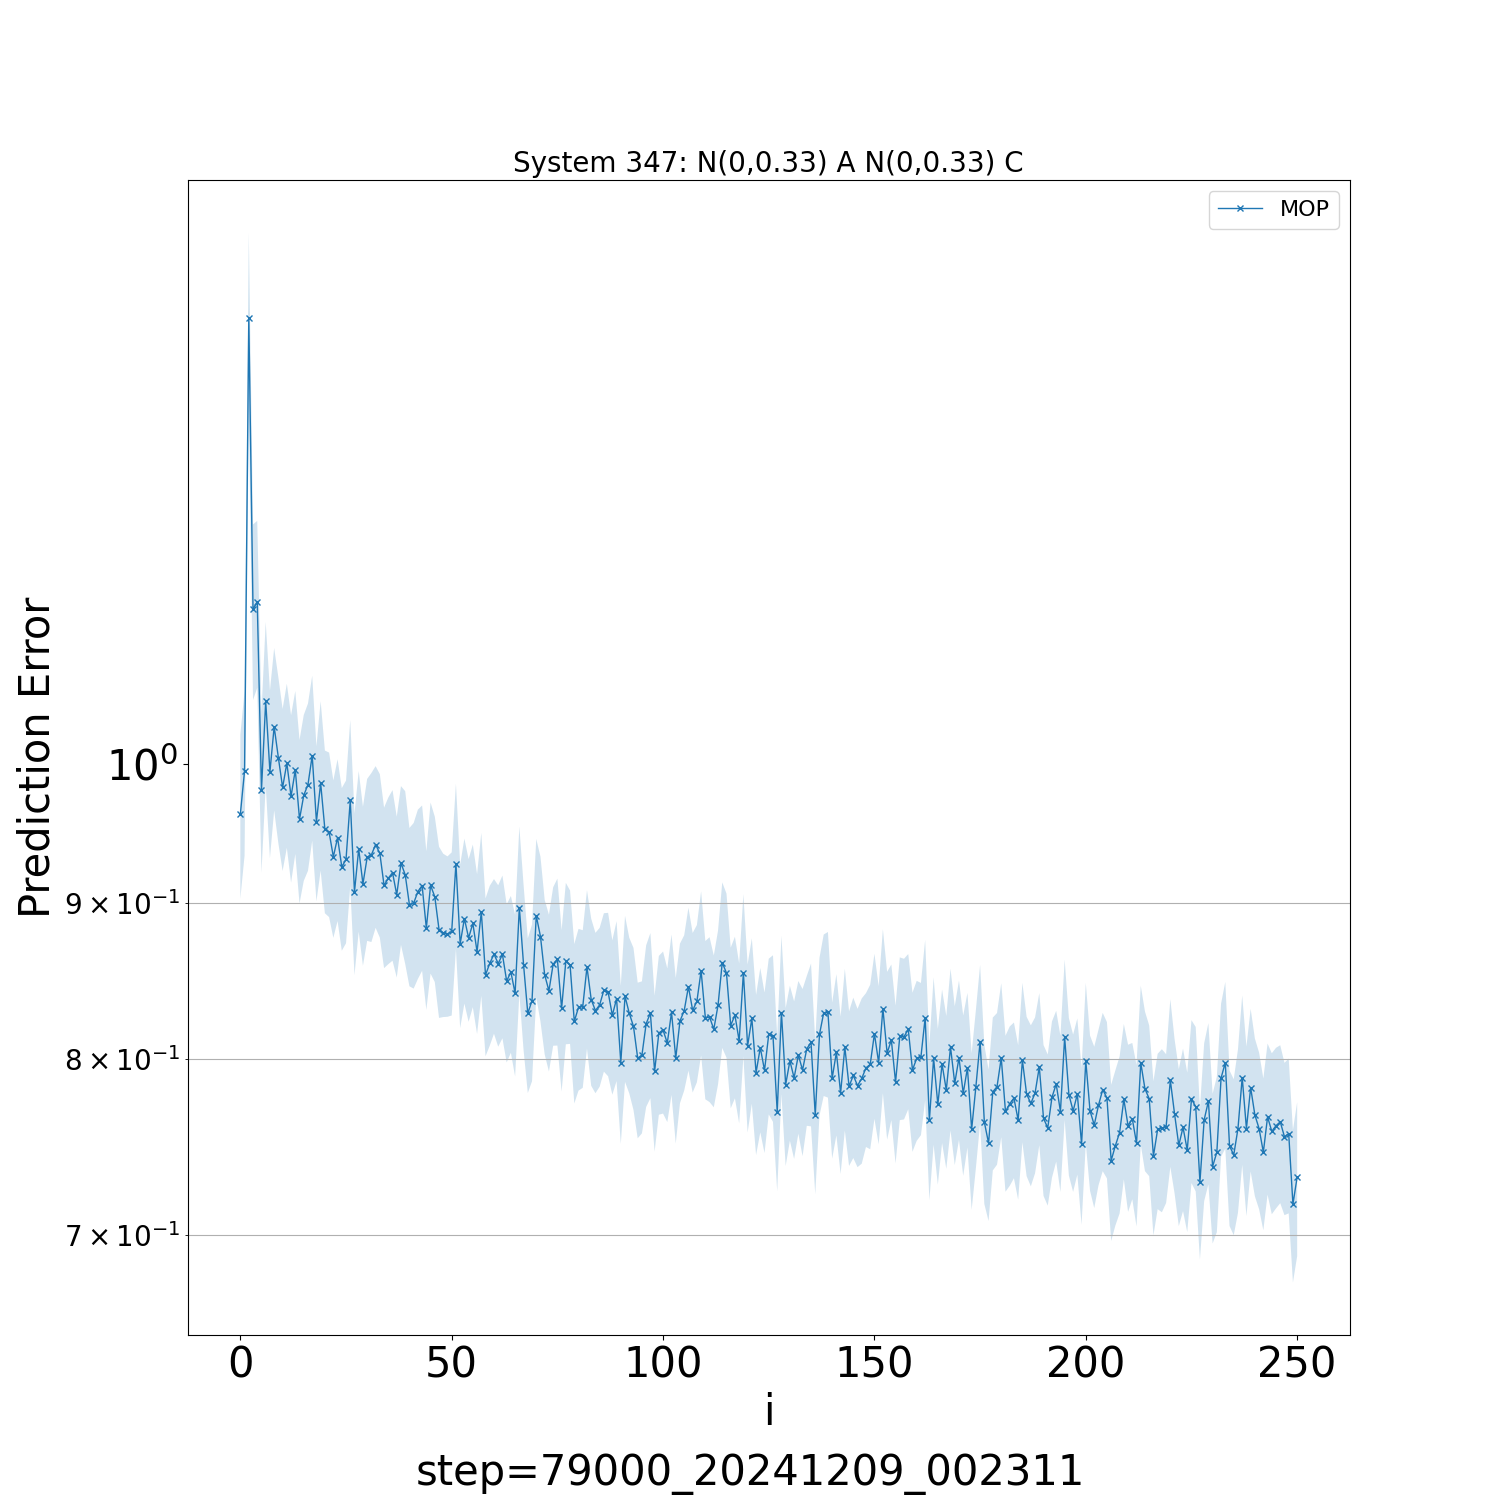 System 347: N(0,0.33) A N(0,0.33) C
MOP
Prediction Error
10⁰
9 × 10⁻¹
8 × 10⁻¹
7 × 10⁻¹
0 50 100 150 200 250
i
step=79000_20241209_002311